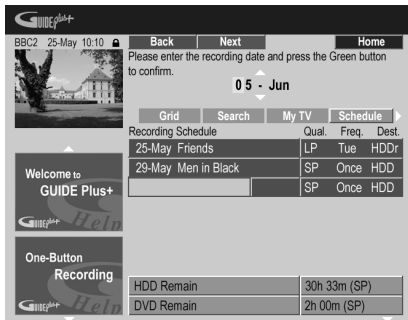 GUIDE Plus+
BBC2 25-May 10:10
Back Next Home
Please enter the recording date and press the Green button
to confirm.
05 - Jun
Grid Search My TV Schedule
Recording Schedule Qual. Freq. Dest.
25-May Friends LP Tue HDDr
29-May Men in Black SP Once HDD
SP Once HDD
Welcome to
GUIDE Plus+
GUIDE Plus+ Help
One-Button
Recording
GUIDE Plus+ Help
HDD Remain 30h 33m (SP)
DVD Remain 2h 00m (SP)